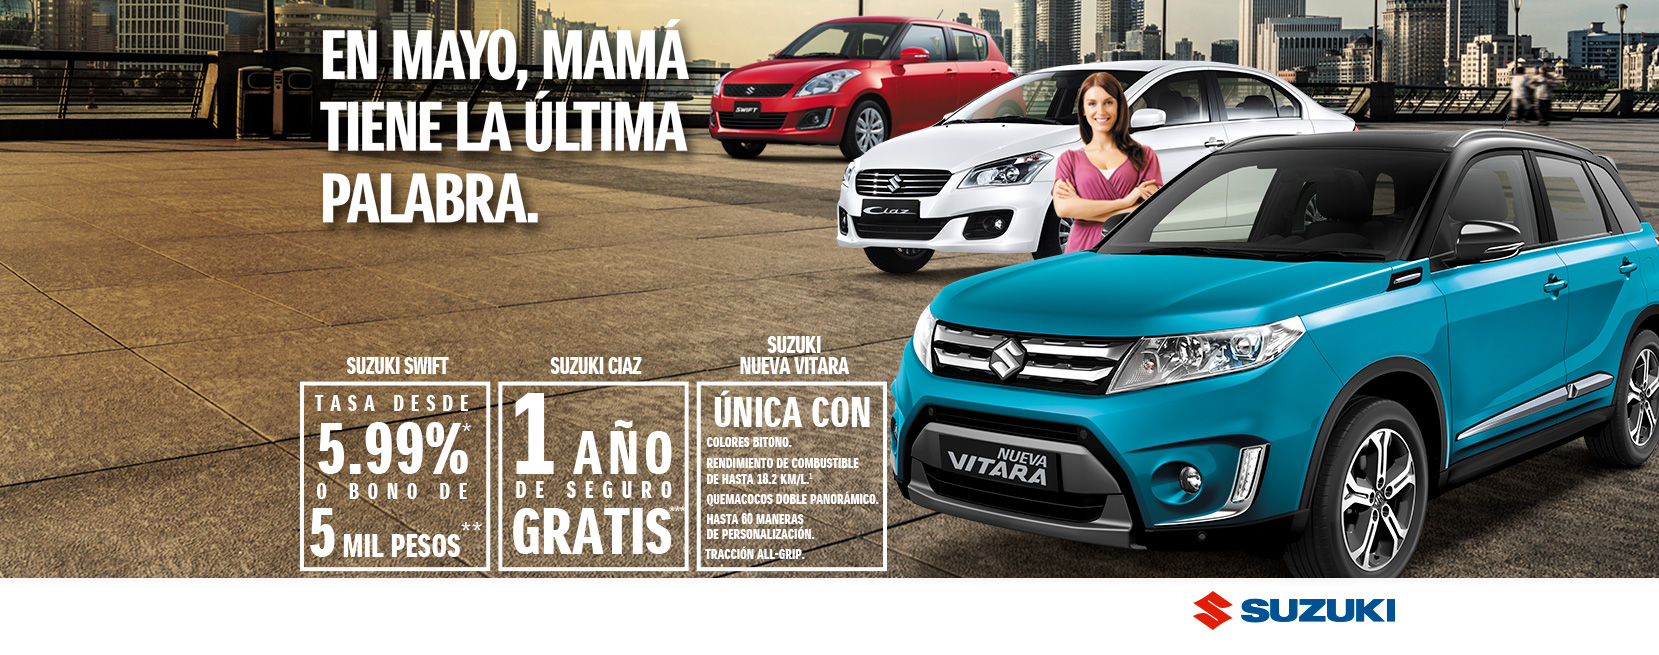 EN MAYO, MAMÁ
TIENE LA ÚLTIMA
PALABRA.
SWIFT
Ciaz
NUEVA
VITARA
SUZUKI SWIFT
TASA DESDE
5.99%*
O BONO DE
5 MIL PESOS**
SUZUKI CIAZ
1 AÑO
DE SEGURO
GRATIS***
SUZUKI
NUEVA VITARA
ÚNICA CON
COLORES BITONO.
RENDIMIENTO DE COMBUSTIBLE
DE HASTA 18.2 KM/L.‡
QUEMACOCOS DOBLE PANORÁMICO.
HASTA 60 MANERAS
DE PERSONALIZACIÓN.
TRACCIÓN ALL-GRIP.
SUZUKI